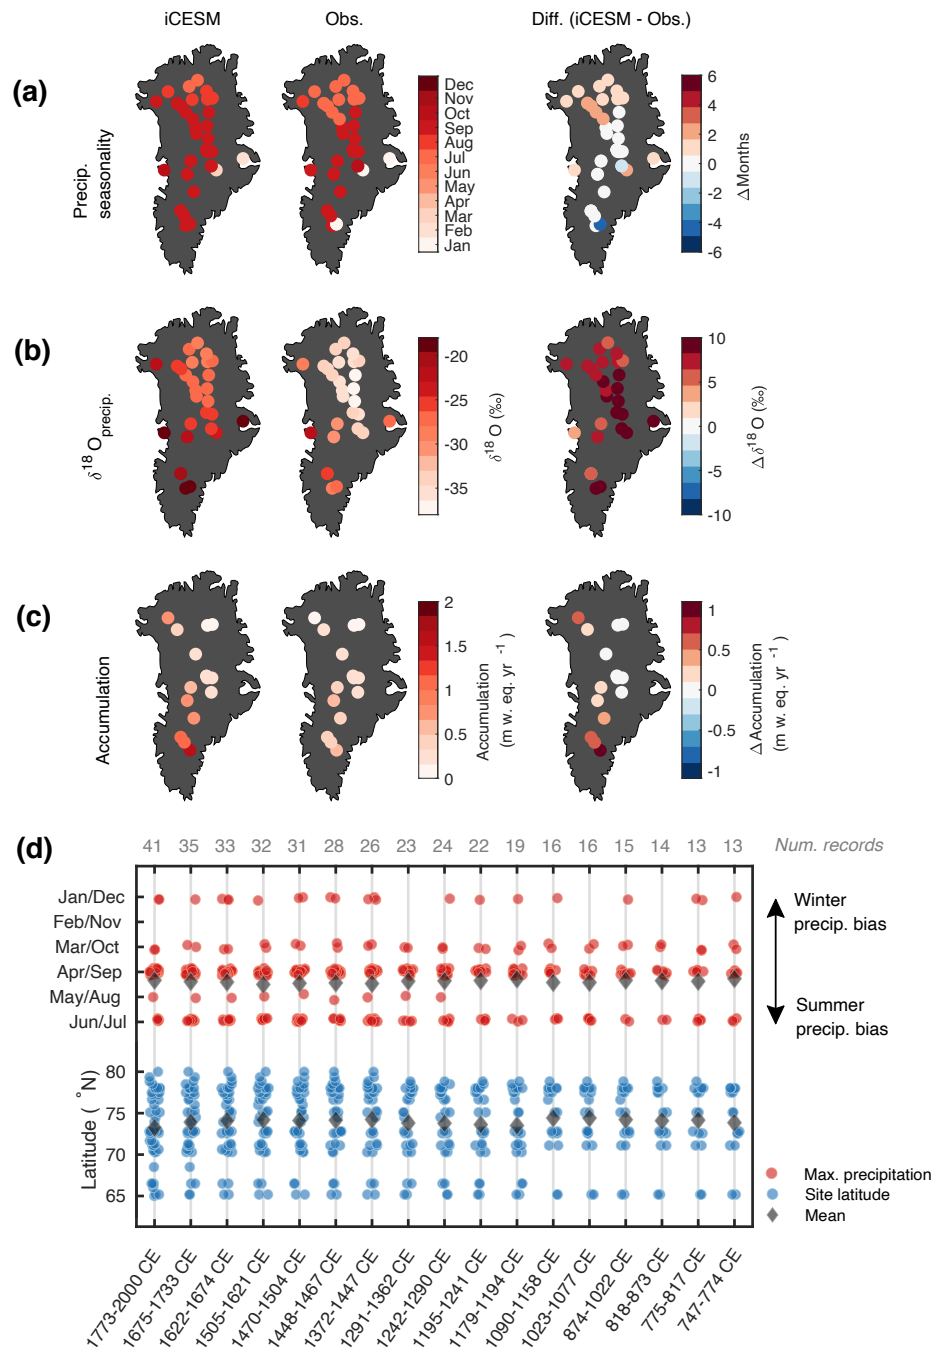 iCESM Obs. Diff. (iCESM - Obs.)
(a)
Precip.
seasonality
Dec
Nov
Oct
Sep
Aug
Jul
Jun
May
Apr
Mar
Feb
Jan
6
4
2
0
-2
-4
-6
ΔMonths
(b)
δ18Oprecip.
-20
-25
-30
-35
δ18O (‰)
10
5
0
-5
-10
Δδ18O (‰)
(c)
Accumulation
2
1.5
1
0.5
0
Accumulation
(m w. eq. yr -1 )
1
0.5
0
-0.5
-1
ΔAccumulation
(m w. eq. yr -1 )
(d)
41 35 33 32 31 28 26 23 24 22 19 16 16 15 14 13 13 Num. records
Jan/Dec
Feb/Nov
Mar/Oct
Apr/Sep
May/Aug
Jun/Jul
Winter
precip. bias
Summer
precip. bias
Latitude (°N)
80
75
70
65
Max. precipitation
Site latitude
Mean
1773-2000 CE
1675-1733 CE
1622-1674 CE
1505-1621 CE
1470-1504 CE
1448-1467 CE
1372-1447 CE
1291-1362 CE
1242-1290 CE
1195-1241 CE
1179-1194 CE
1090-1158 CE
1023-1077 CE
874-1022 CE
818-873 CE
775-817 CE
747-774 CE